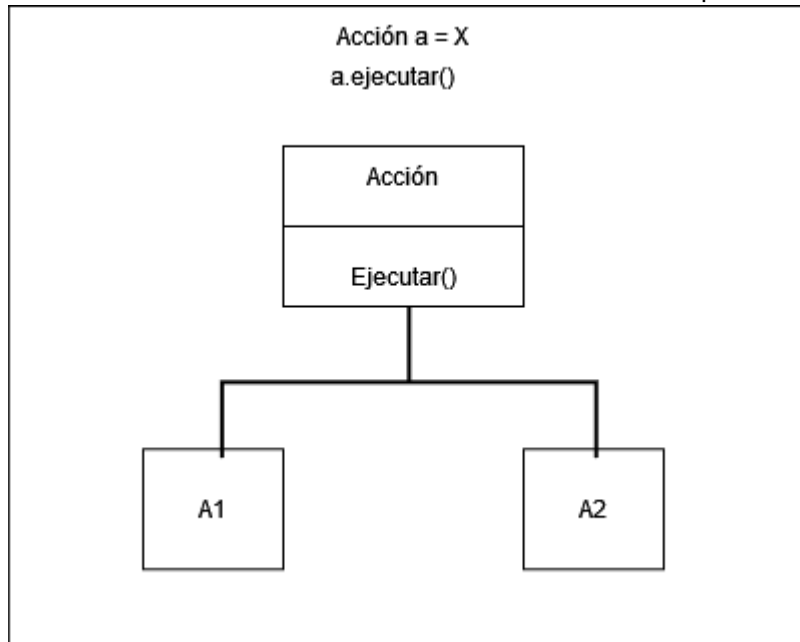 Acción a = X
a.ejecutar()
Acción
Ejecutar()
A1
A2